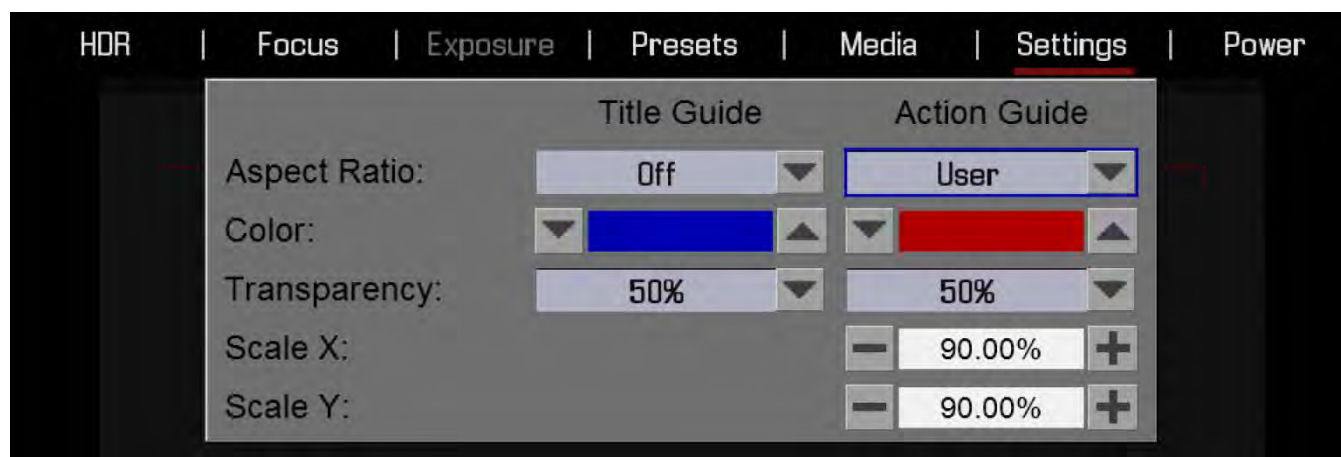 HDR | Focus | Exposure | Presets | Media | Settings | Power
Title Guide Action Guide
Aspect Ratio: Off User
Color:
Transparency: 50% 50%
Scale X: 90.00%
Scale Y: 90.00%